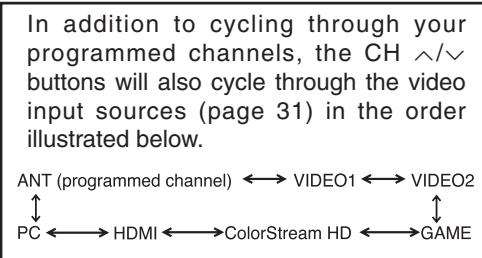 In addition to cycling through your
programmed channels, the CH ∧/∨
buttons will also cycle through the video
input sources (page 31) in the order
illustrated below.
ANT (programmed channel) ↔ VIDEO1 ↔ VIDEO2
↕ ↕
PC ↔ HDMI ↔ ColorStream HD ↔ GAME